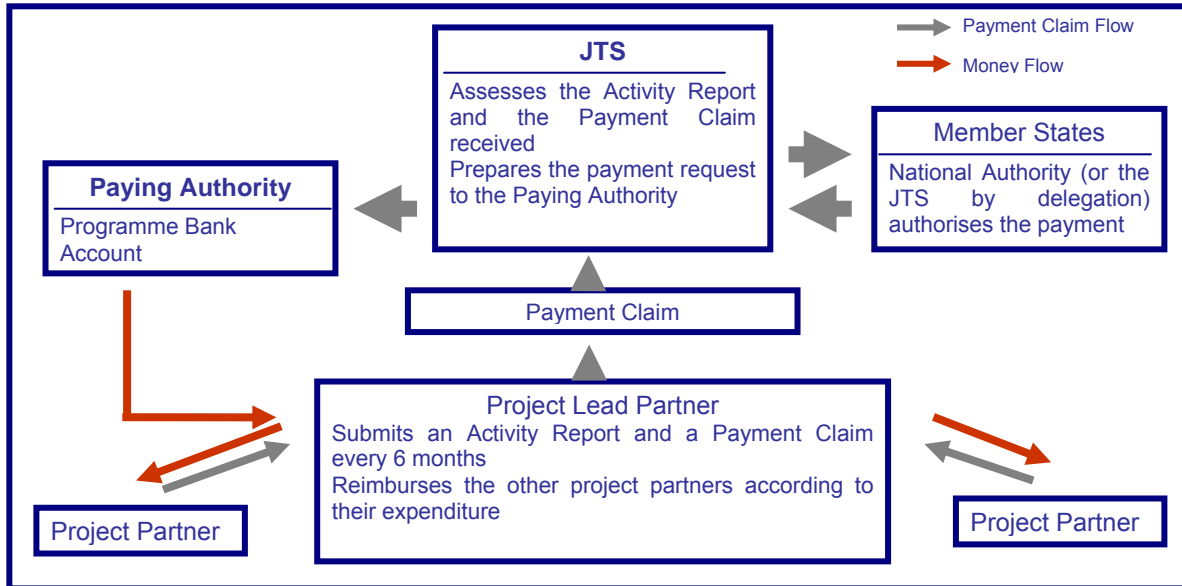 Payment Claim Flow
Money Flow
JTS
Assesses the Activity Report
and the Payment Claim
received
Prepares the payment request
to the Paying Authority
Member States
National Authority (or the
JTS by delegation)
authorises the payment
Paying Authority
Programme Bank
Account
Payment Claim
Project Lead Partner
Submits an Activity Report and a Payment Claim
every 6 months
Reimburses the other project partners according to
their expenditure
Project Partner
Project Partner